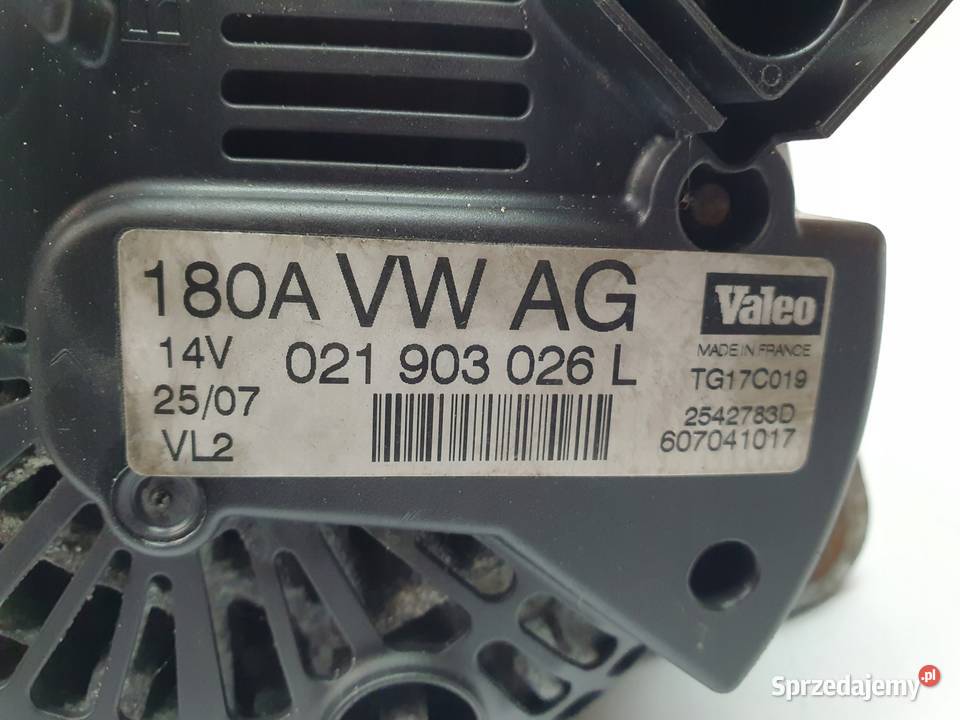 180A VW AG
Valeo
MADE IN FRANCE
14V
021 903 026 L
TG17C019
25/07
2542783D
VL2
607041017
Sprzedajemy.pl